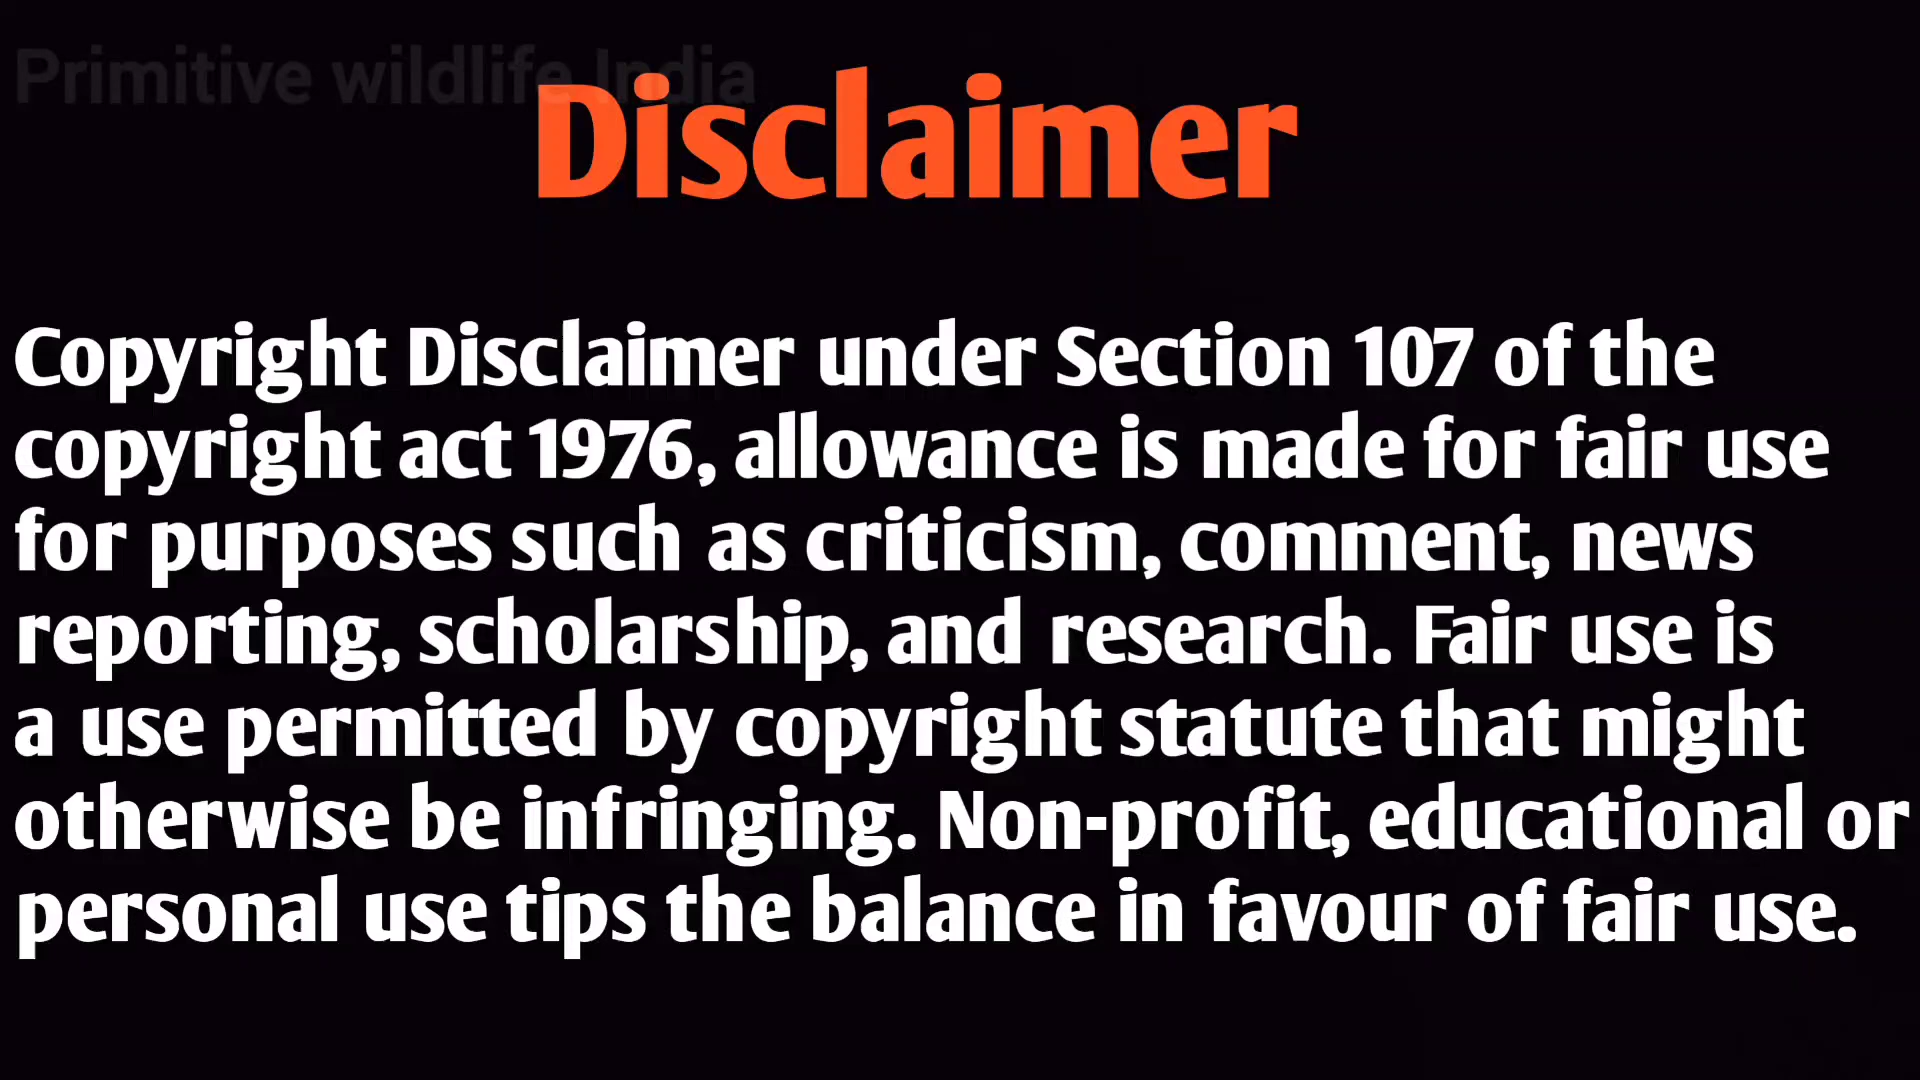 Primitive wildlife India
Disclaimer
Copyright Disclaimer under Section 107 of the
copyright act 1976, allowance is made for fair use
for purposes such as criticism, comment, news
reporting, scholarship, and research. Fair use is
a use permitted by copyright statute that might
otherwise be infringing. Non-profit, educational or
personal use tips the balance in favour of fair use.